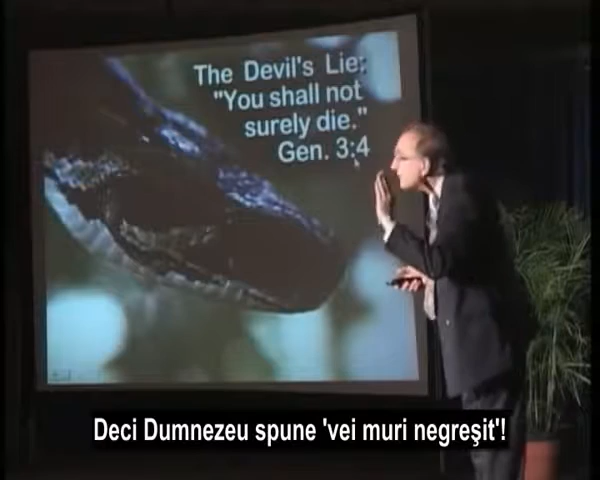 The Devil's Lie:
"You shall not
surely die."
Gen. 3:4
Deci Dumnezeu spune 'vei muri negreşit'!